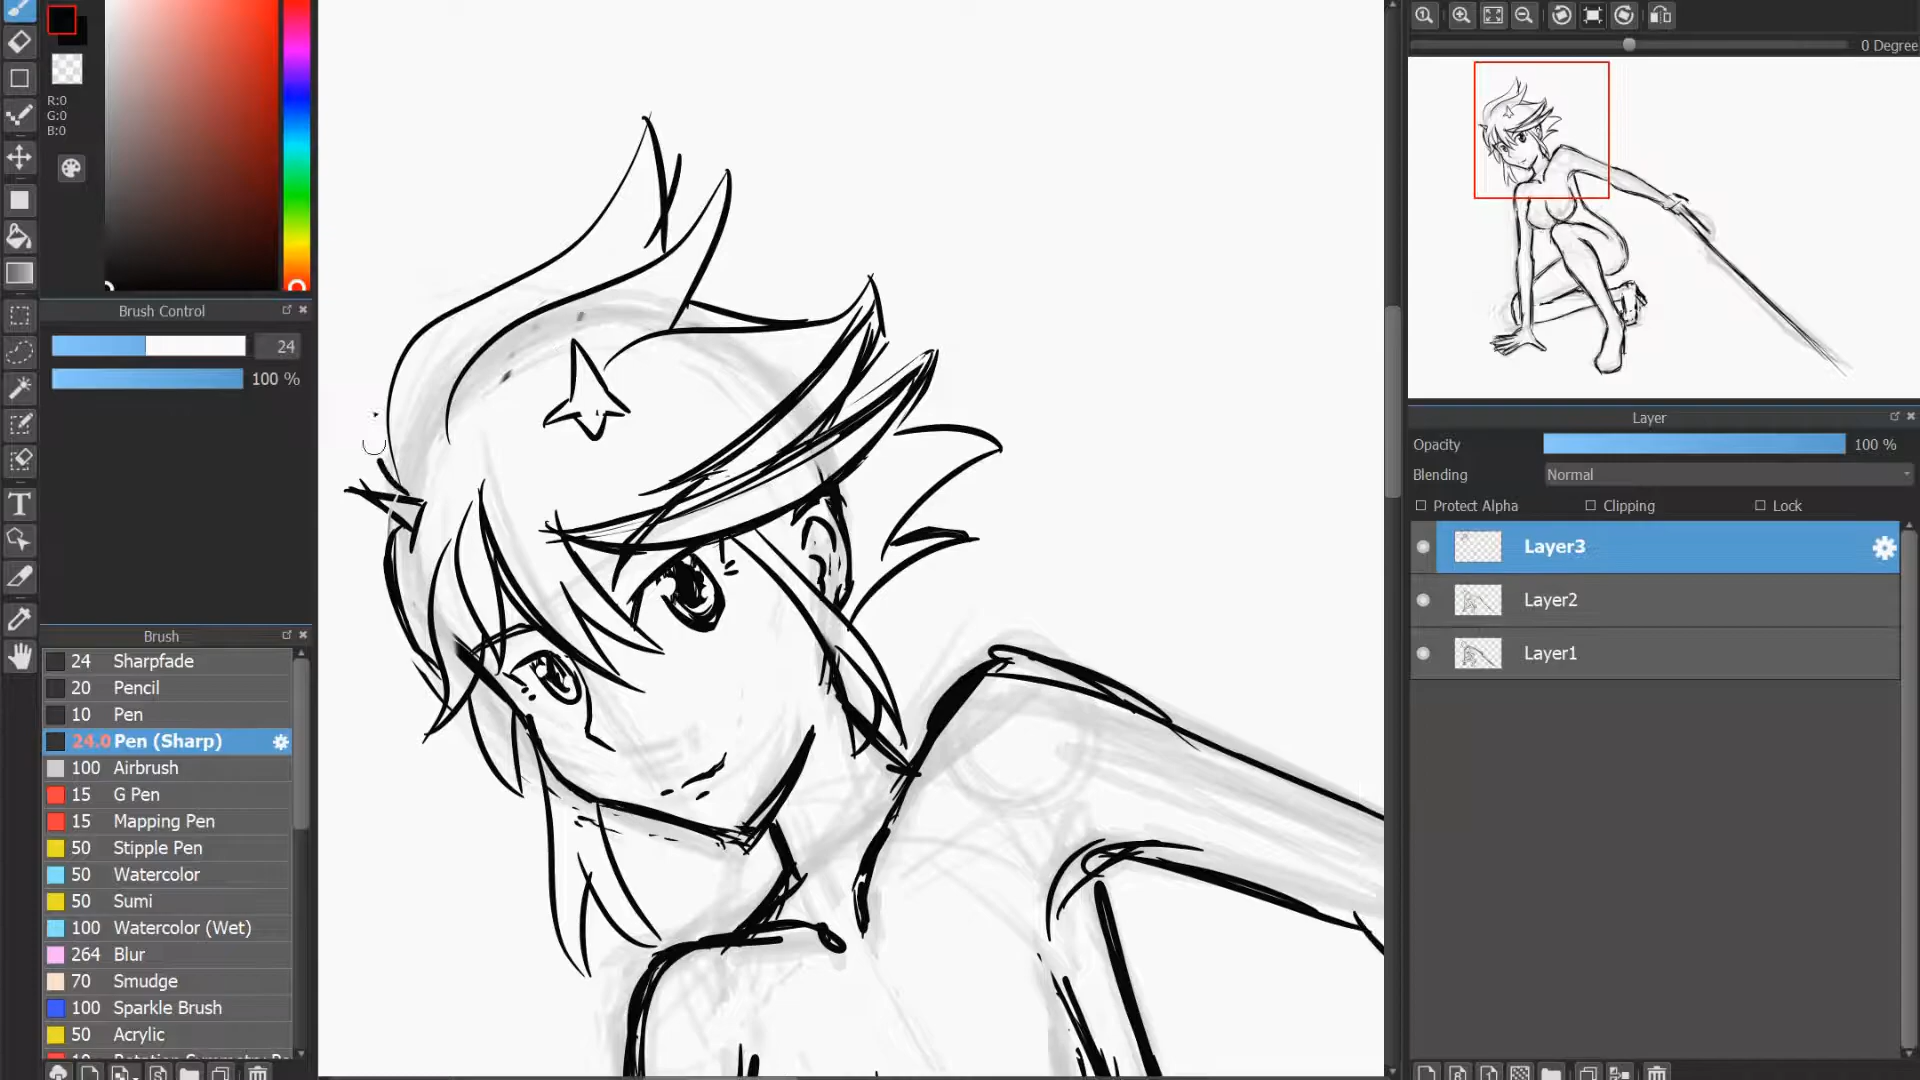 R:0
G:0
B:0
Brush Control
24
100 %
Brush
24 Sharpfade
20 Pencil
10 Pen
24.0 Pen (Sharp)
100 Airbrush
15 G Pen
15 Mapping Pen
50 Stipple Pen
50 Watercolor
50 Sumi
100 Watercolor (Wet)
264 Blur
70 Smudge
100 Sparkle Brush
50 Acrylic
0 Degree
Layer
Opacity 100 %
Blending Normal
Protect Alpha Clipping Lock
Layer3
Layer2
Layer1